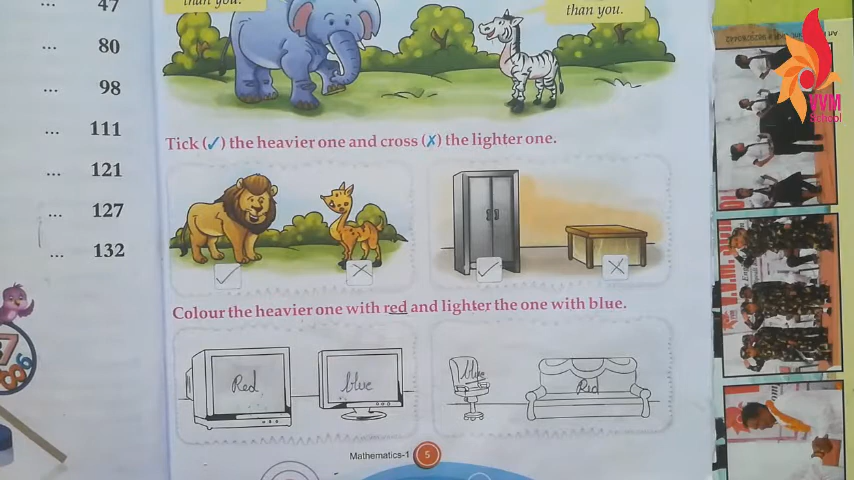 than you.
than you.
... 47
... 80
... 98
... 111
... 121
... 127
... 132
Tick (✓) the heavier one and cross (✗) the lighter one.
✓ ✗ ✓ ✗
Colour the heavier one with red and lighter the one with blue.
Red blue blue Rid
Mathematics-1 5
VVM
School